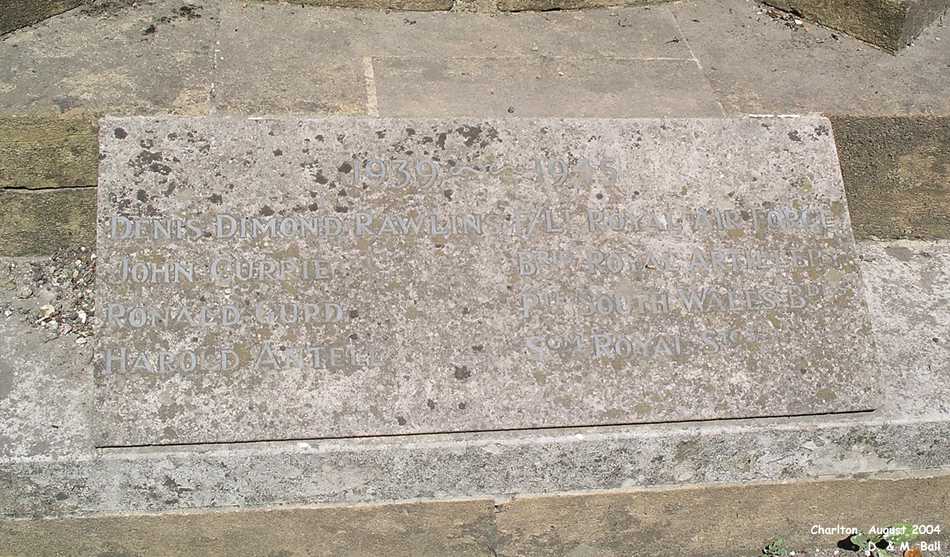 1939 ~ 1945
DENIS DIMOND RAWLINS F/LT ROYAL AIR FORCE
JOHN CURRIE BDR ROYAL ARTILLERY
RONALD GURD PTE SOUTH WALES BDRS
HAROLD ANTELL ROYAL SIGS
Charlton, August 2004
D. & M. Ball